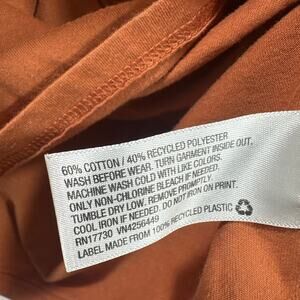 60% COTTON / 40% RECYCLED POLYESTER
WASH BEFORE WEAR. TURN GARMENT INSIDE OUT.
MACHINE WASH COLD WITH LIKE COLORS.
ONLY NON-CHLORINE BLEACH IF NEEDED.
TUMBLE DRY LOW. REMOVE PROMPTLY.
COOL IRON IF NEEDED. DO NOT IRON ON PRINT.
RN17730 VN4256449
LABEL MADE FROM 100% RECYCLED PLASTIC